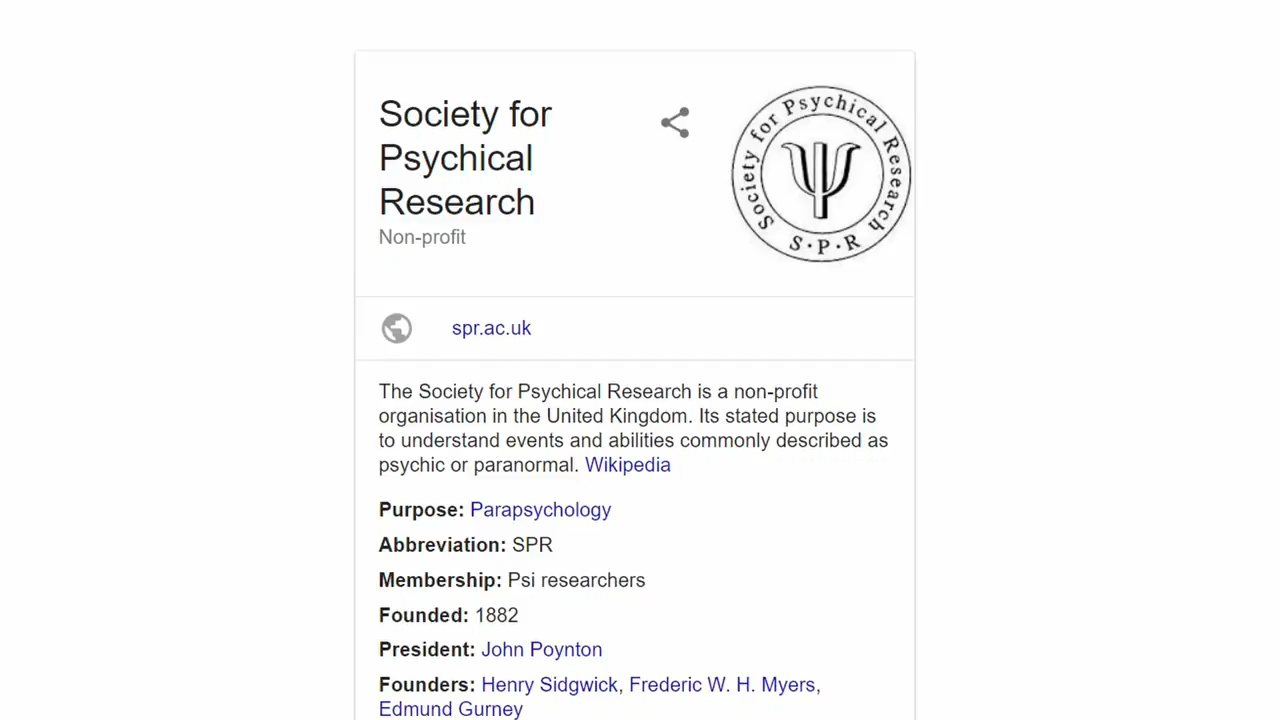 Society for
Psychical
Research
Non-profit
Society for Psychical Research
S·P·R
spr.ac.uk
The Society for Psychical Research is a non-profit
organisation in the United Kingdom. Its stated purpose is
to understand events and abilities commonly described as
psychic or paranormal. Wikipedia
Purpose: Parapsychology
Abbreviation: SPR
Membership: Psi researchers
Founded: 1882
President: John Poynton
Founders: Henry Sidgwick, Frederic W. H. Myers,
Edmund Gurney